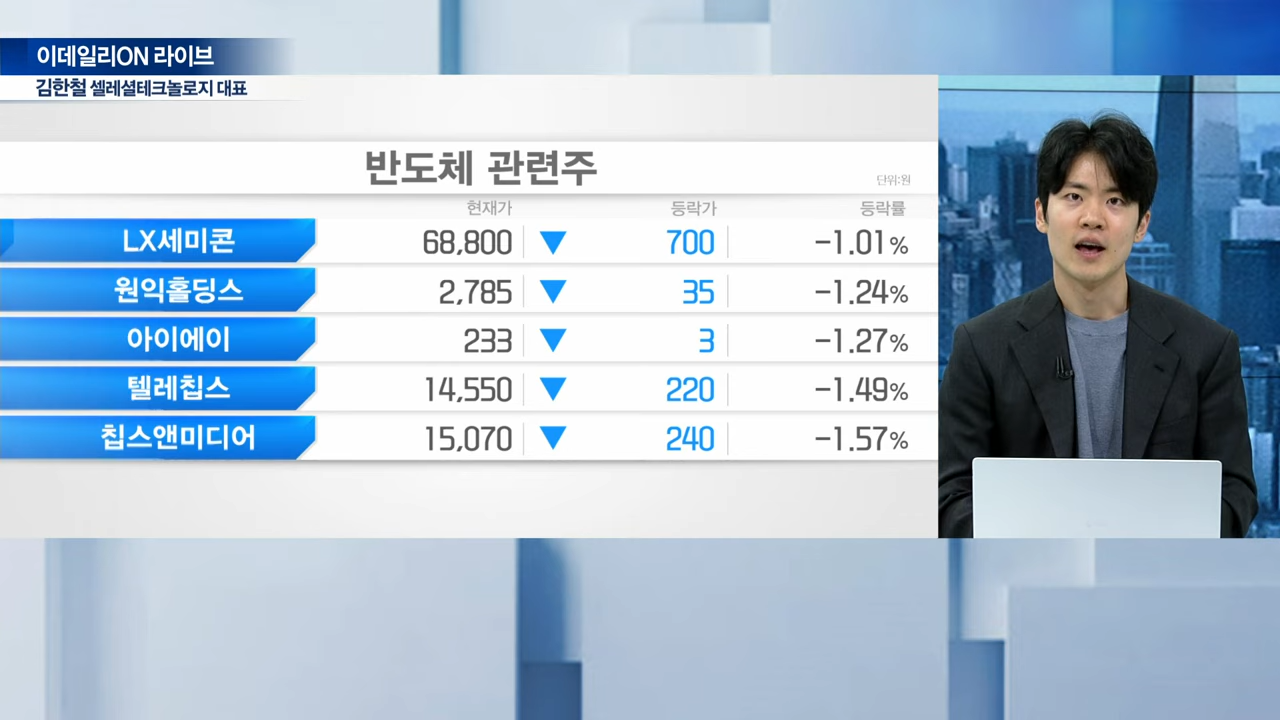 이데일리ON 라이브
김한철 셀레셜테크놀로지 대표
반도체 관련주
단위:원
현재가 등락가 등락률
LX세미콘 68,800 ▼ 700 -1.01%
원익홀딩스 2,785 ▼ 35 -1.24%
아이에이 233 ▼ 3 -1.27%
텔레칩스 14,550 ▼ 220 -1.49%
칩스앤미디어 15,070 ▼ 240 -1.57%